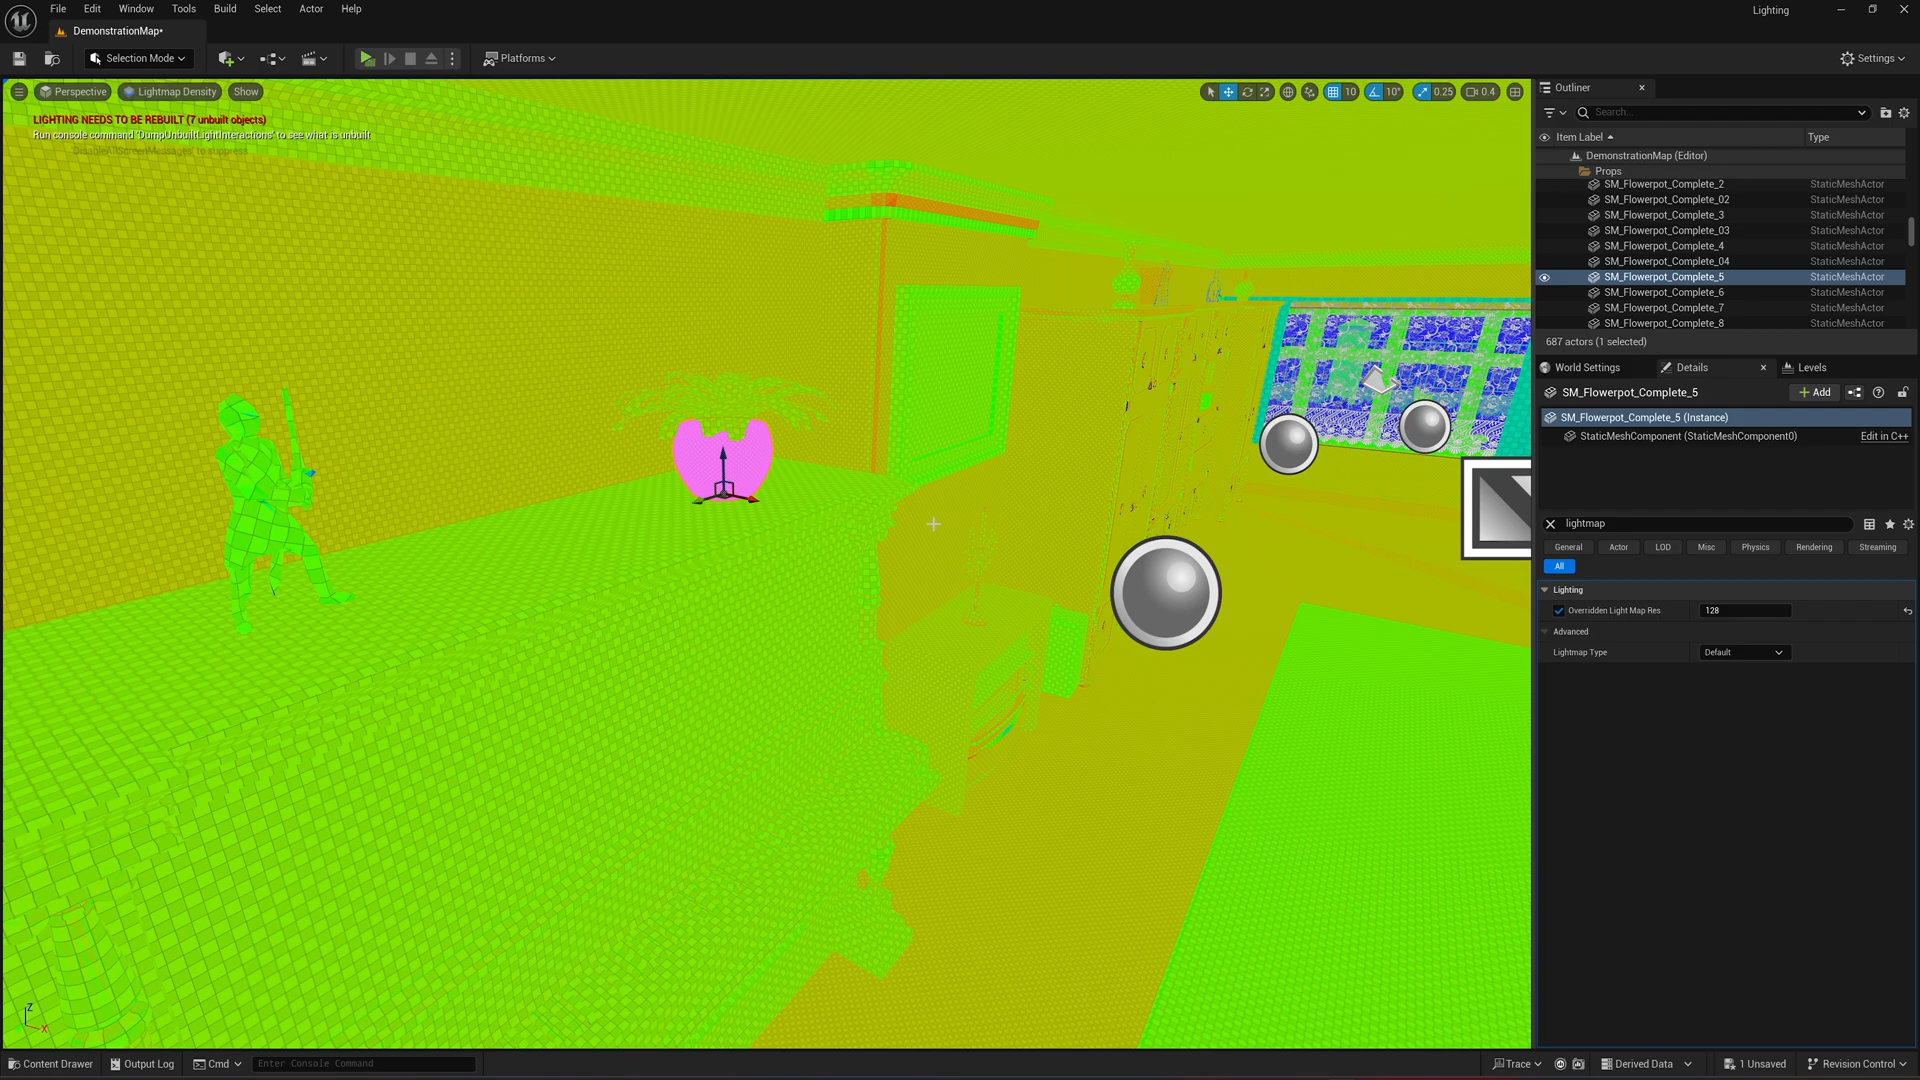 File Edit Window Tools Build Select Actor Help
Lighting
DemonstrationMap•
Selection Mode
Platforms
Settings
Perspective Lightmap Density Show
10 10° 0.25 0.4
LIGHTING NEEDS TO BE REBUILT (7 unbuilt objects)
Run console command 'DumpUnbuiltLightInteractions' to see what is unbuilt
'DisableAllScreenMessages' to suppress
Z
X
Outliner
Search...
Item Label Type
DemonstrationMap (Editor)
Props
SM_Flowerpot_Complete_2 StaticMeshActor
SM_Flowerpot_Complete_02 StaticMeshActor
SM_Flowerpot_Complete_3 StaticMeshActor
SM_Flowerpot_Complete_03 StaticMeshActor
SM_Flowerpot_Complete_4 StaticMeshActor
SM_Flowerpot_Complete_04 StaticMeshActor
SM_Flowerpot_Complete_5 StaticMeshActor
SM_Flowerpot_Complete_6 StaticMeshActor
SM_Flowerpot_Complete_7 StaticMeshActor
SM_Flowerpot_Complete_8 StaticMeshActor
687 actors (1 selected)
World Settings Details Levels
SM_Flowerpot_Complete_5
Add
SM_Flowerpot_Complete_5 (Instance)
StaticMeshComponent (StaticMeshComponent0) Edit in C++
lightmap
General Actor LOD Misc Physics Rendering Streaming
All
Lighting
Overridden Light Map Res 128
Advanced
Lightmap Type Default
Content Drawer Output Log Cmd Enter Console Command
Trace Derived Data 1 Unsaved Revision Control